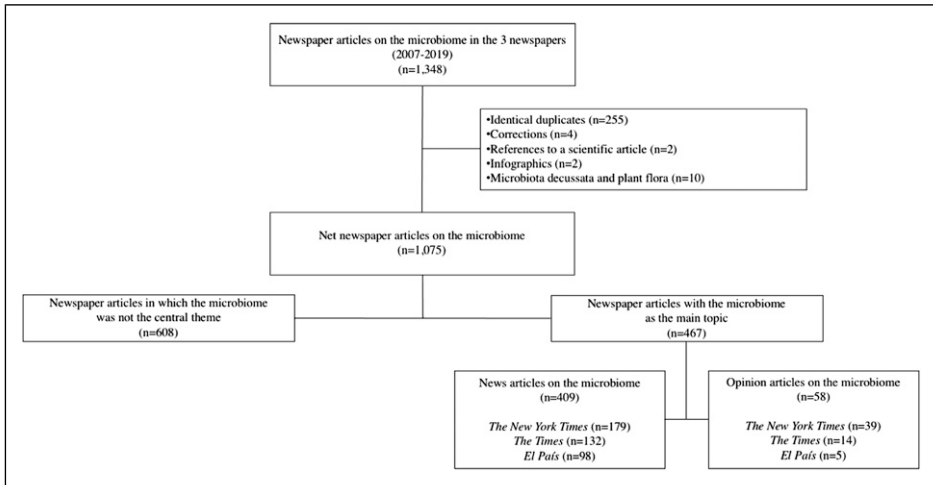 Newspaper articles on the microbiome in the 3 newspapers
(2007-2019)
(n=1,348)
•Identical duplicates (n=255)
•Corrections (n=4)
•References to a scientific article (n=2)
•Infographics (n=2)
•Microbiota decussata and plant flora (n=10)
Net newspaper articles on the microbiome
(n=1,075)
Newspaper articles in which the microbiome
was not the central theme
(n=608)
Newspaper articles with the microbiome
as the main topic
(n=467)
News articles on the microbiome
(n=409)
The New York Times (n=179)
The Times (n=132)
El País (n=98)
Opinion articles on the microbiome
(n=58)
The New York Times (n=39)
The Times (n=14)
El País (n=5)